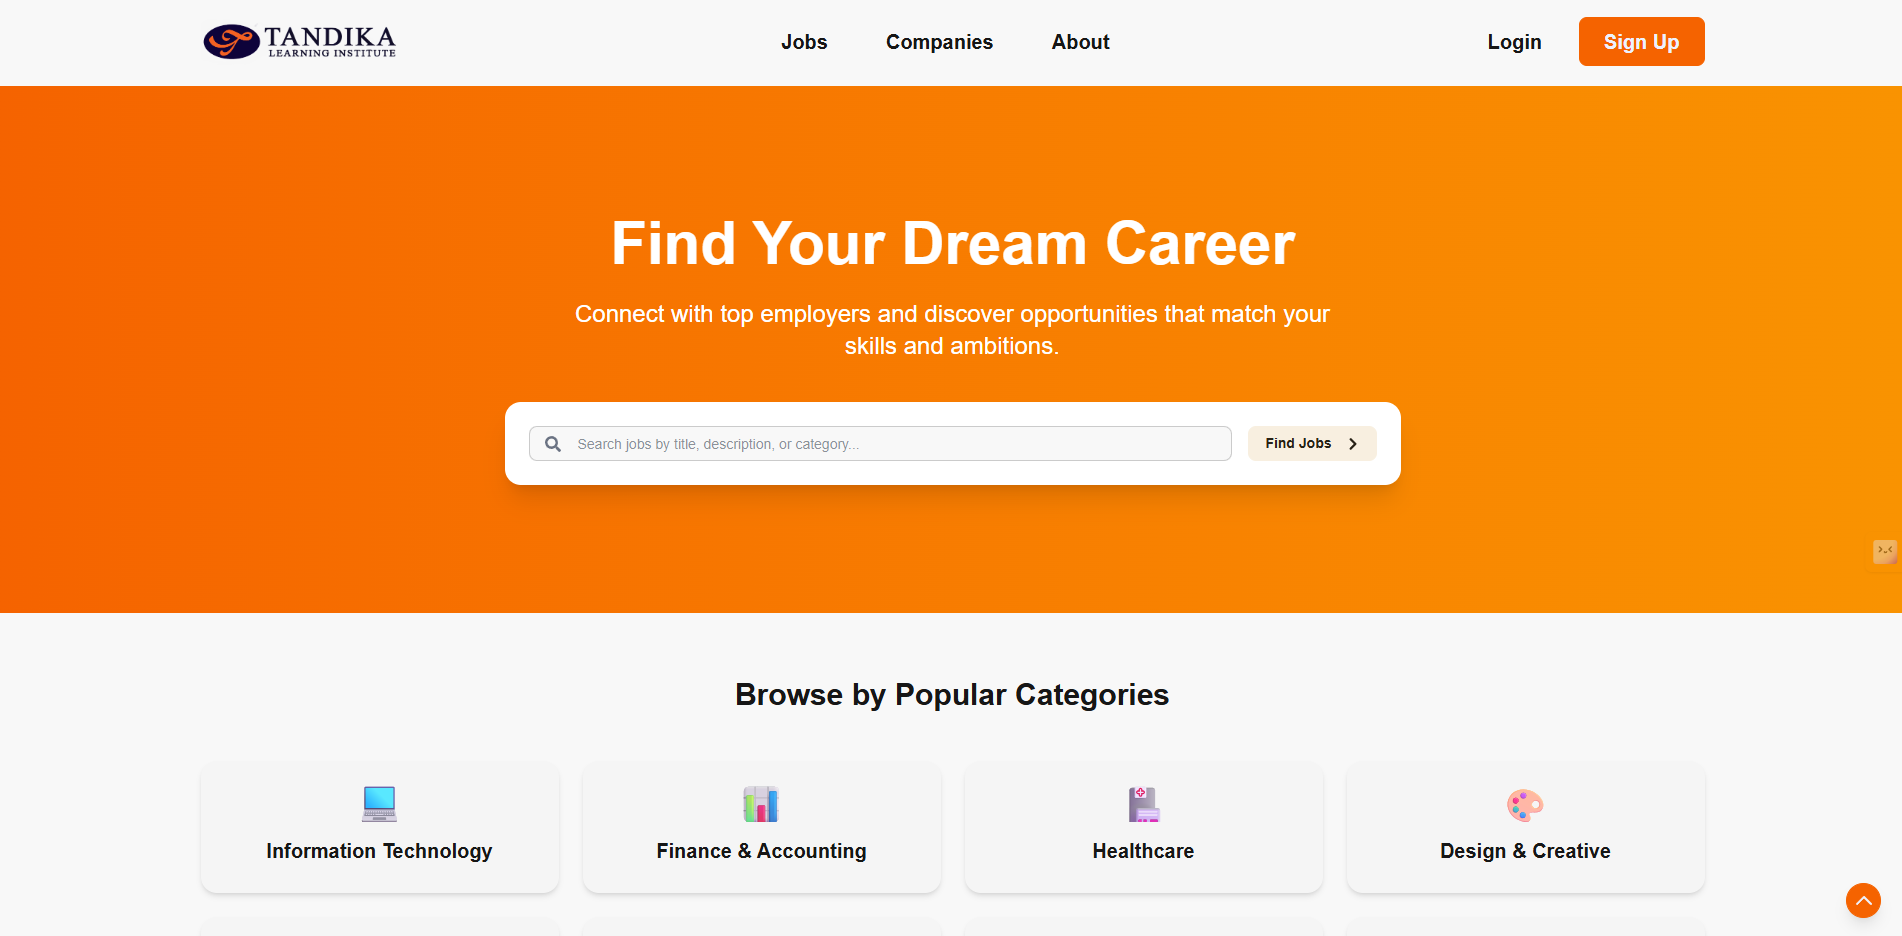 TANDIKA
LEARNING INSTITUTE
Jobs
Companies
About
Login
Sign Up
Find Your Dream Career
Connect with top employers and discover opportunities that match your
skills and ambitions.
Search jobs by title, description, or category...
Find Jobs
Browse by Popular Categories
Information Technology
Finance & Accounting
Healthcare
Design & Creative